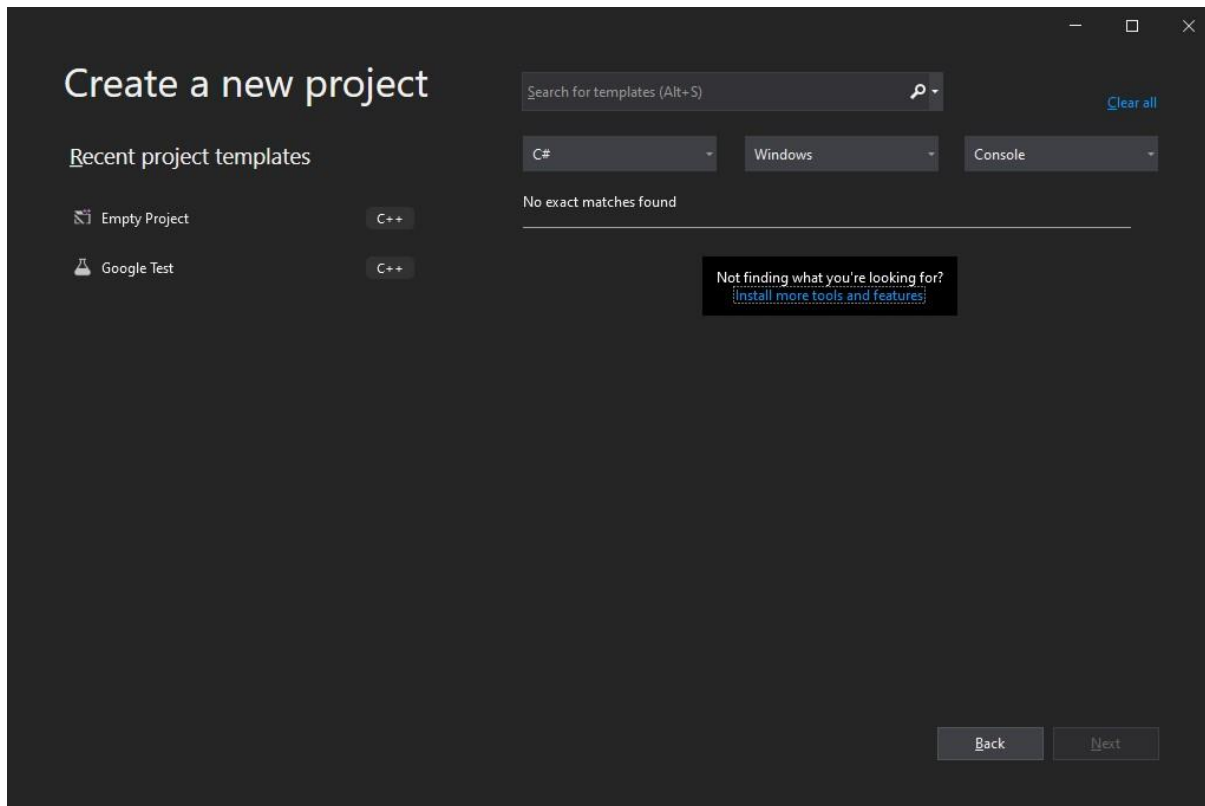 Create a new project
Search for templates (Alt+S)
Clear all
Recent project templates
C#
Windows
Console
Empty Project
C++
Google Test
C++
No exact matches found
Not finding what you're looking for?
Install more tools and features
Back
Next